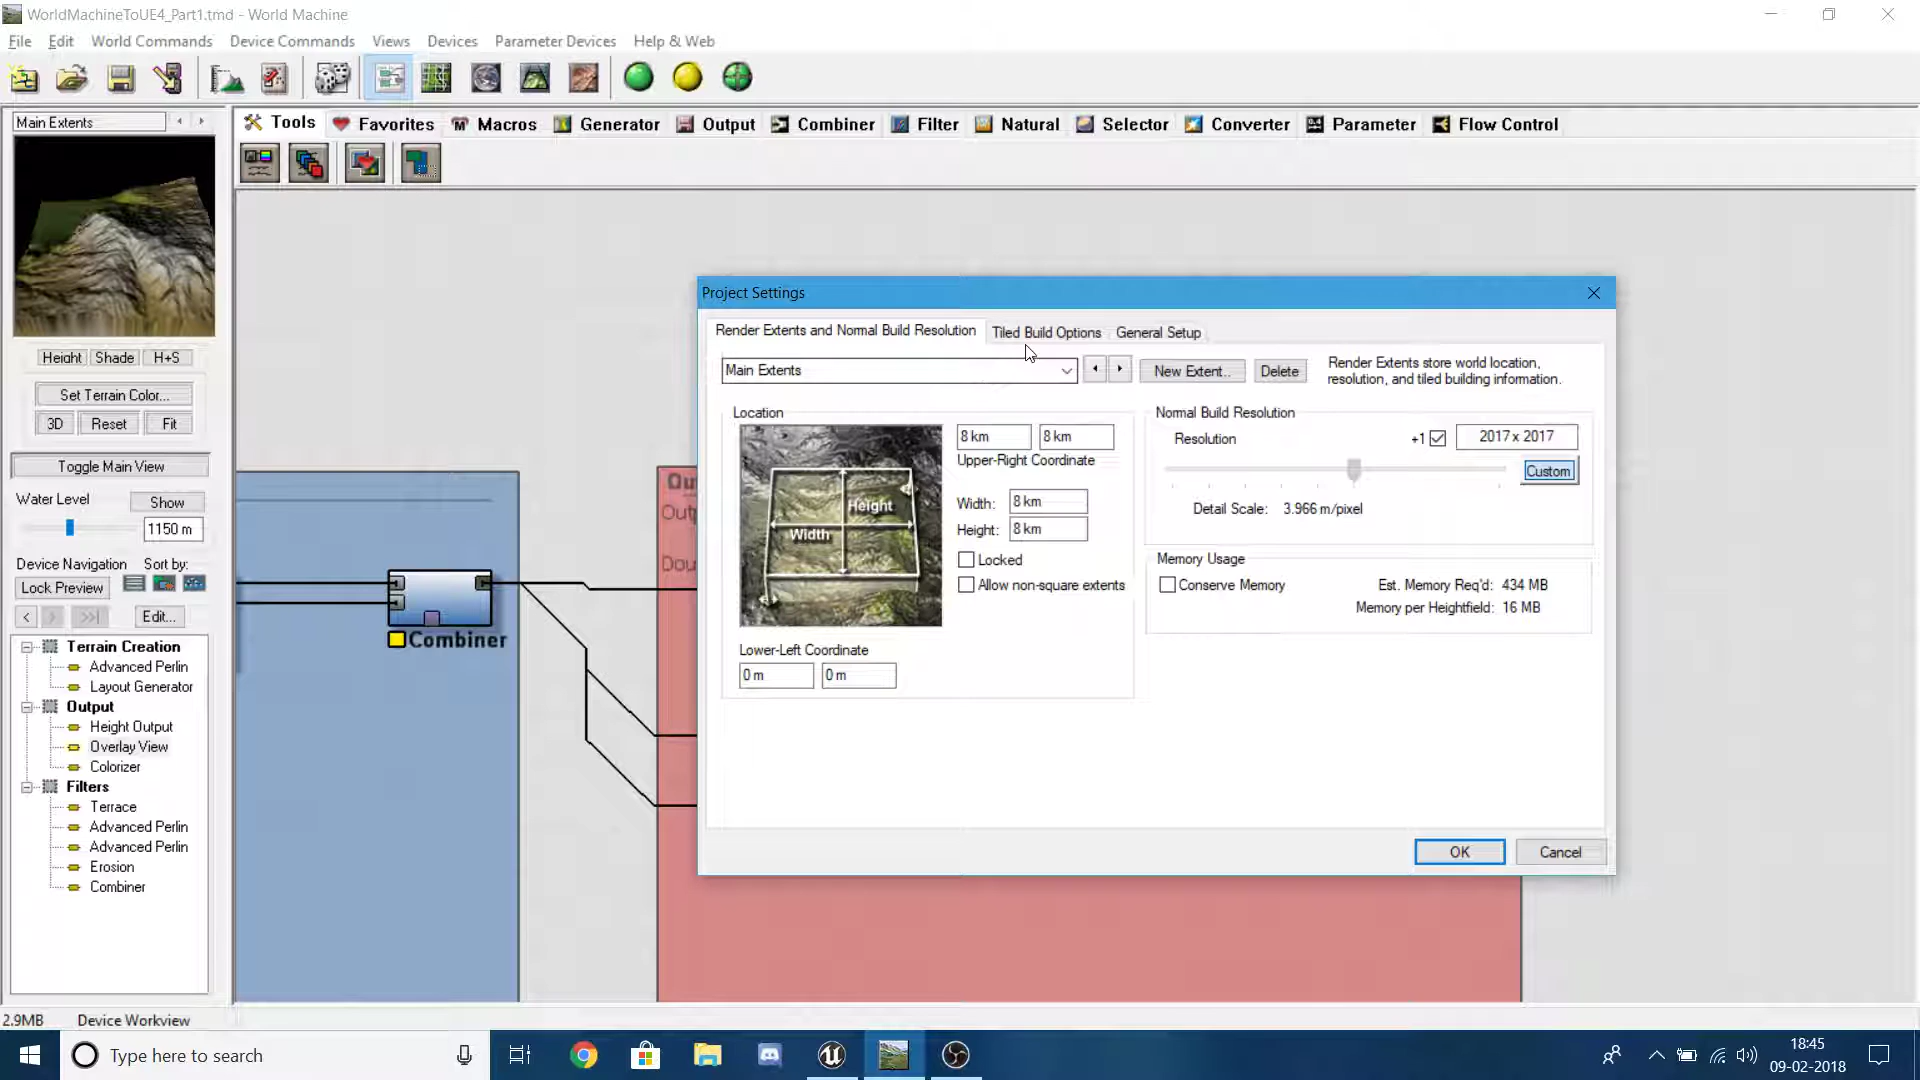 WorldMachineToUE4_Part1.tmd - World Machine
File Edit World Commands Device Commands Views Devices Parameter Devices Help & Web
Main Extents
Tools Favorites Macros Generator Output Combiner Filter Natural Selector Converter Parameter Flow Control
Height Shade H+S
Set Terrain Color...
3D Reset Fit
Toggle Main View
Water Level Show
1150 m
Device Navigation Sort by:
Lock Preview
Edit...
Terrain Creation
Advanced Perlin
Layout Generator
Output
Height Output
Overlay View
Colorizer
Filters
Terrace
Advanced Perlin
Advanced Perlin
Erosion
Combiner
Combiner
Project Settings
Render Extents and Normal Build Resolution Tiled Build Options General Setup
Main Extents
New Extent.. Delete
Render Extents store world location,
resolution, and tiled building information.
Location
8 km 8 km
Upper-Right Coordinate
Height
Width
Width: 8 km
Height: 8 km
Locked
Allow non-square extents
Lower-Left Coordinate
0 m 0 m
Normal Build Resolution
Resolution +1 2017 x 2017
Custom
Detail Scale: 3.966 m/pixel
Memory Usage
Conserve Memory Est. Memory Req'd: 434 MB
Memory per Heightfield: 16 MB
OK Cancel
2.9MB Device Workview
Type here to search
18:45
09-02-2018